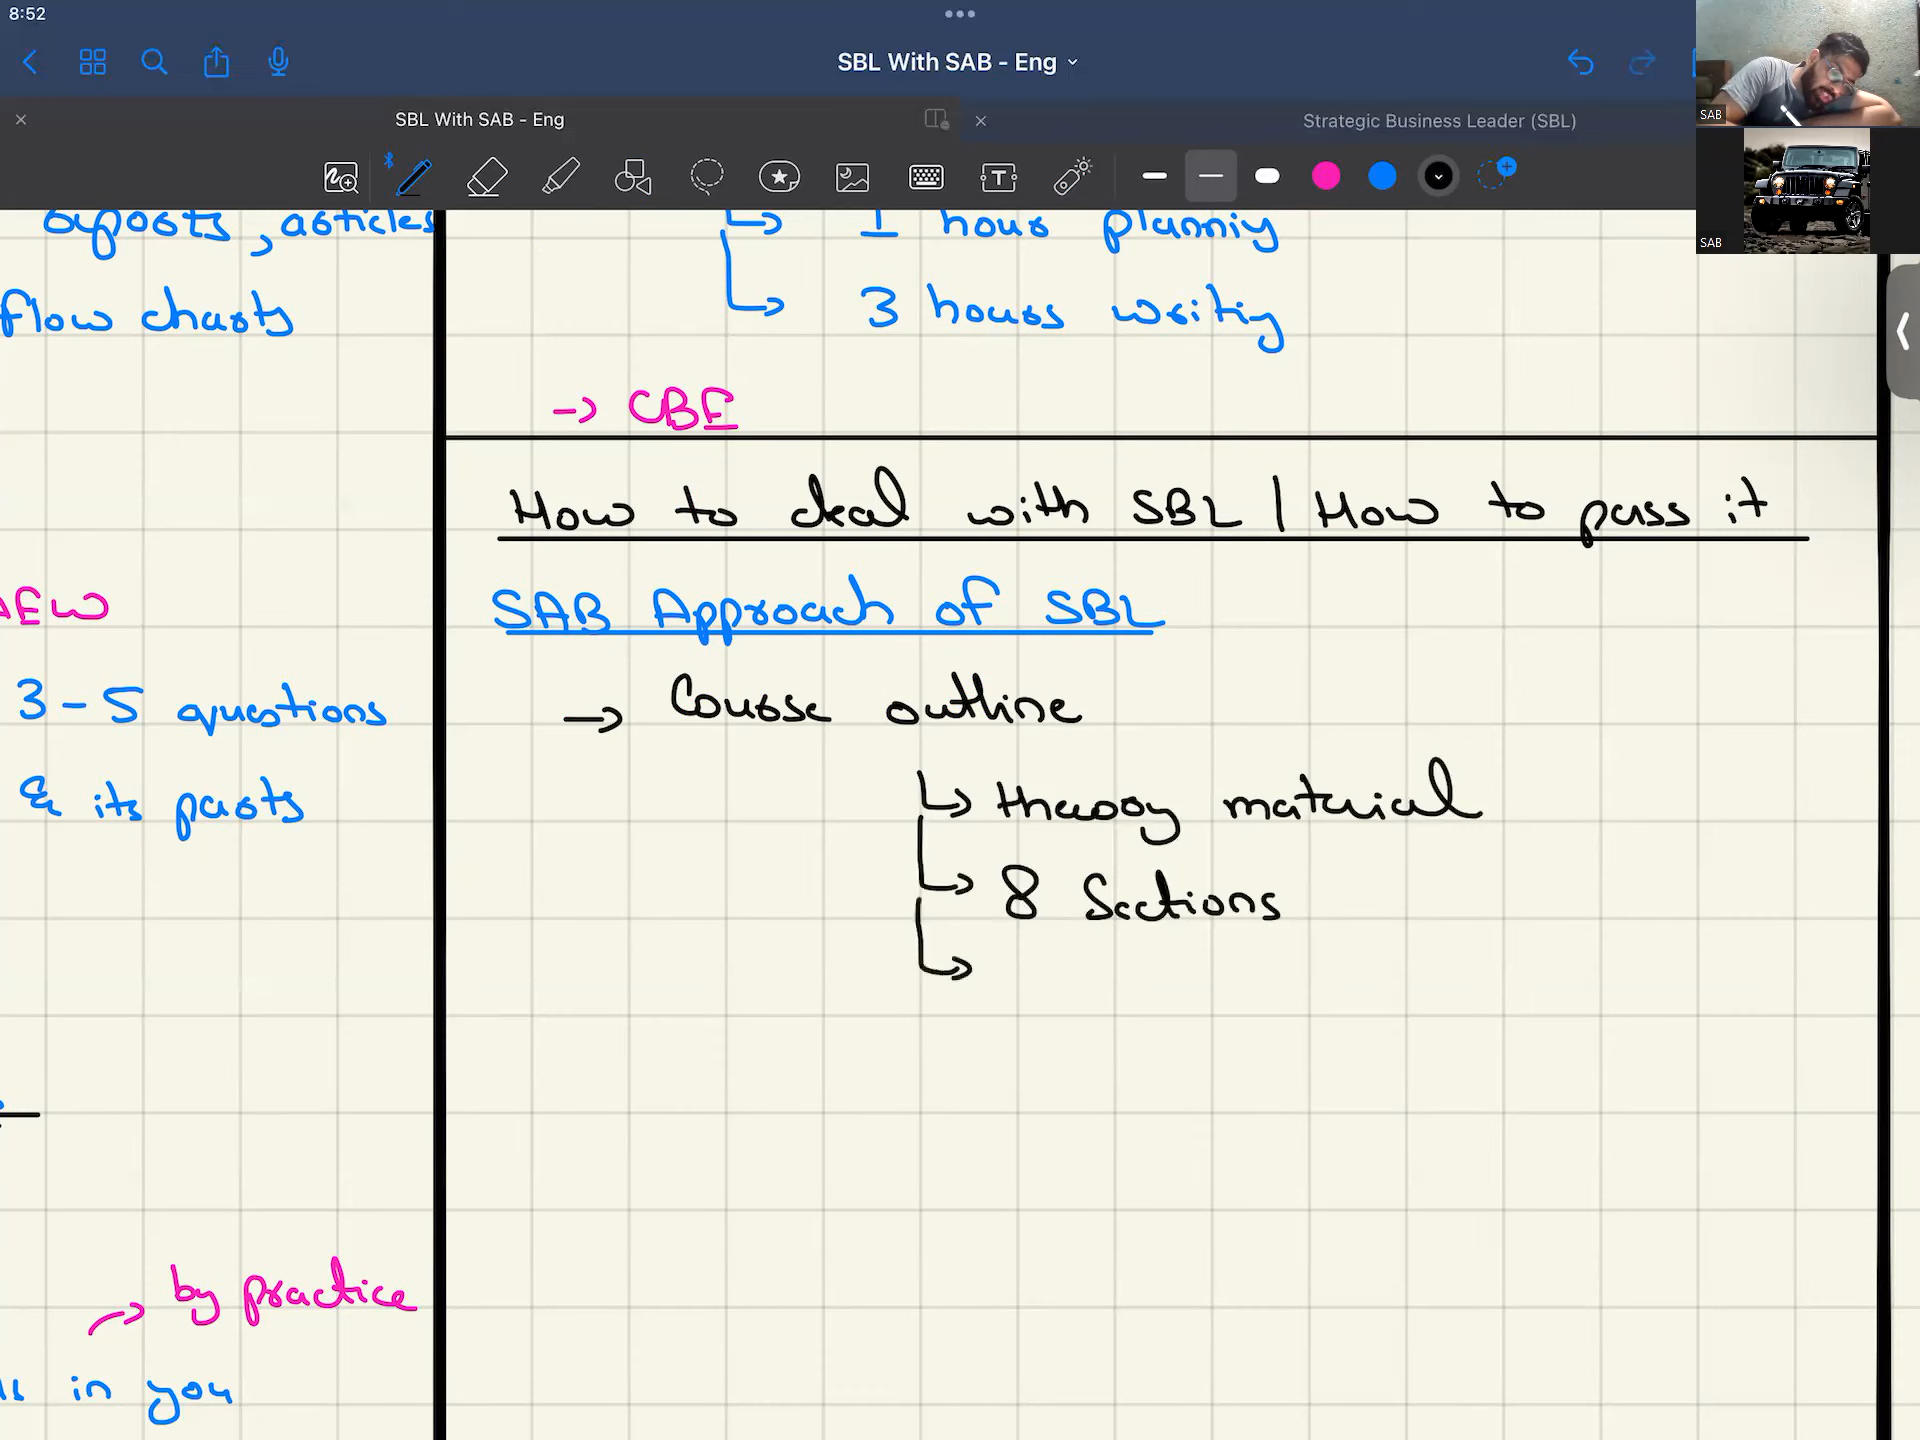 8:52
SBL With SAB - Eng
SBL With SAB - Eng
Strategic Business Leader (SBL)
SAB
SAB
reports, articles
flow charts
3-5 questions
& its parts
by practice
in you
1 hour planning
3 hours writing
→ CBE
How to deal with SBL | How to pass it
SAB Approach of SBL
→ Course outline
↳ theory material
↳ 8 Sections
↳